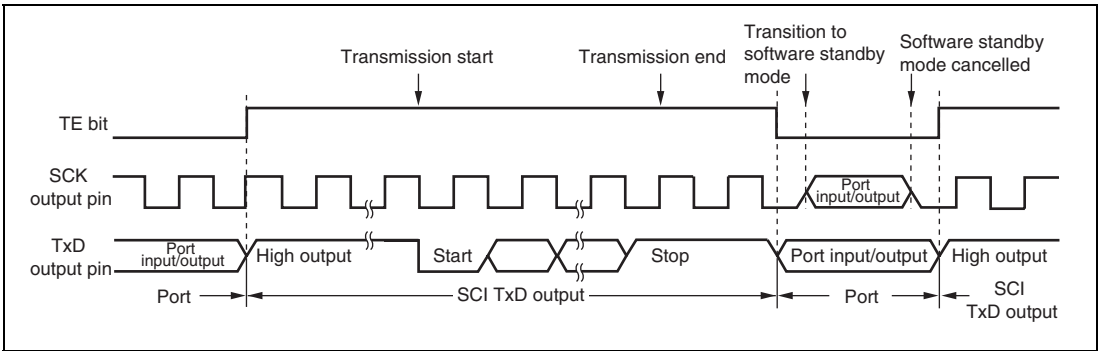 Transmission start
Transmission end
Transition to
software standby
mode
Software standby
mode cancelled
TE bit
SCK
output pin
Port
input/output
TxD
output pin
Port
input/output
High output
Start
Stop
Port input/output
High output
Port
SCI TxD output
Port
SCI
TxD output